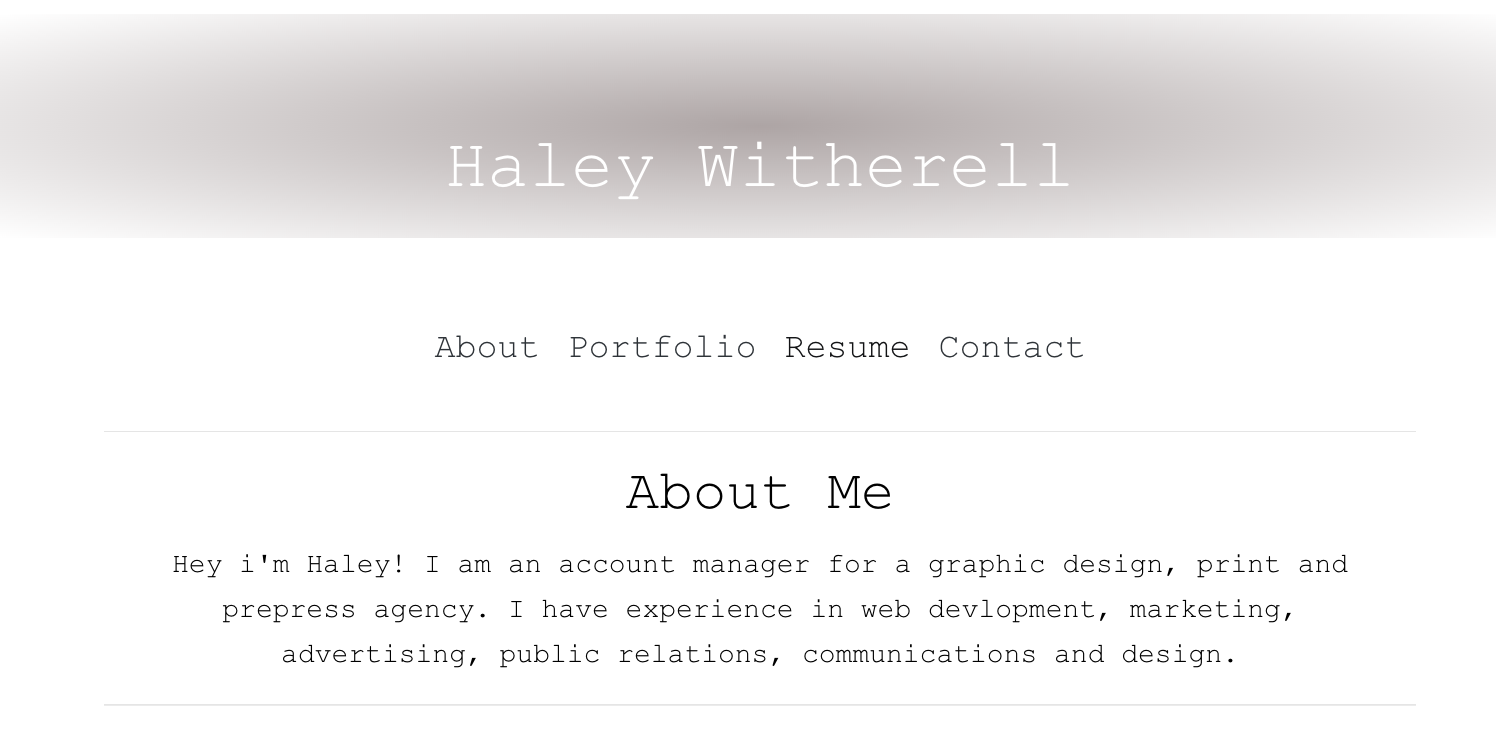 Haley Witherell
About Portfolio Resume Contact
About Me
Hey i'm Haley! I am an account manager for a graphic design, print and
prepress agency. I have experience in web devlopment, marketing,
advertising, public relations, communications and design.